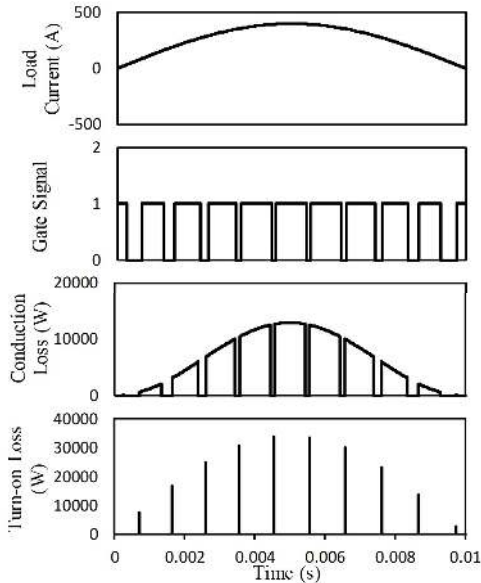 500
0
-500
Load
Current (A)
2
1
0
Gate Signal
20000
10000
0
Conduction
Loss (W)
40000
30000
20000
10000
0
Turn-on Loss
(W)
0 0.002 0.004 0.006 0.008 0.01
Time (s)